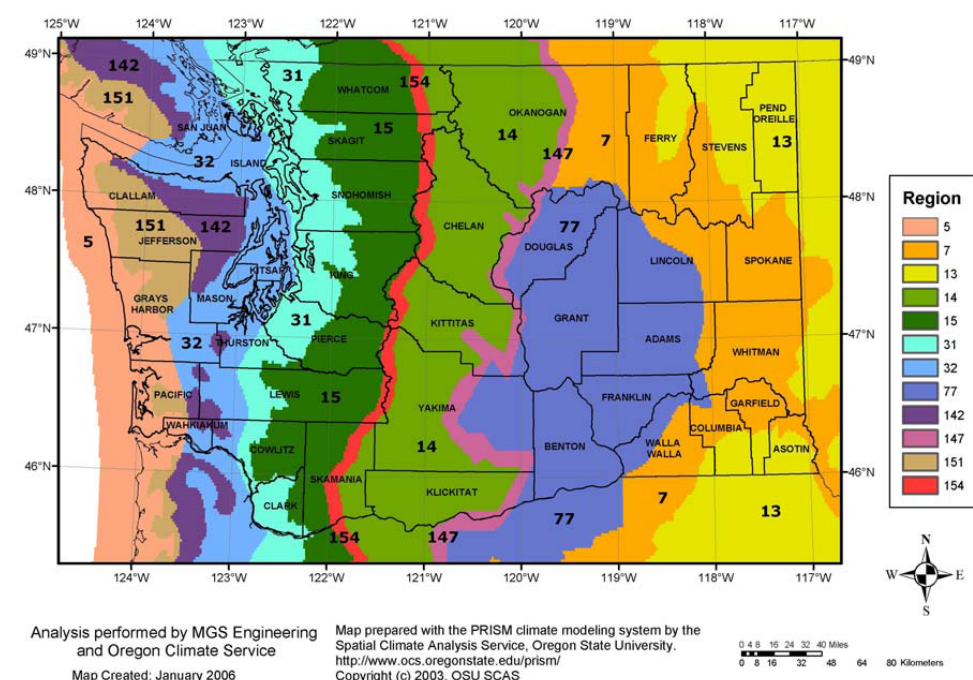 125°W 124°W 123°W 122°W 121°W 120°W 119°W 118°W 117°W
49°N 49°N
142 31 154
WHATCOM
151 OKANOGAN PEND
OREILLE
SAN JUAN 15 14 7 FERRY 13
SKAGIT STEVENS
32 ISLAND 147
48°N 48°N
CLALLAM SNOHOMISH
151 142 CHELAN 77
5 JEFFERSON DOUGLAS
KITSAP KING LINCOLN SPOKANE
GRAYS
HARBOR MASON
31 KITTITAS GRANT
47°N 47°N
32 THURSTON PIERCE ADAMS
WHITMAN
PACIFIC LEWIS 15 YAKIMA FRANKLIN GARFIELD
WAHKIAKUM COLUMBIA
COWLITZ 14 BENTON WALLA
WALLA ASOTIN
46°N 46°N
SKAMANIA KLICKITAT
CLARK 7
77 13
154 147
124°W 123°W 122°W 121°W 120°W 119°W 118°W 117°W
Region
5
7
13
14
15
31
32
77
142
147
151
154
N
W E
S
Analysis performed by MGS Engineering
and Oregon Climate Service
Map Created: January 2006
Map prepared with the PRISM climate modeling system by the
Spatial Climate Analysis Service, Oregon State University.
http://www.ocs.oregonstate.edu/prism/
Copyright (c) 2003, OSU SCAS
0 4 8 16 24 32 40 Miles
0 8 16 32 48 64 80 Kilometers